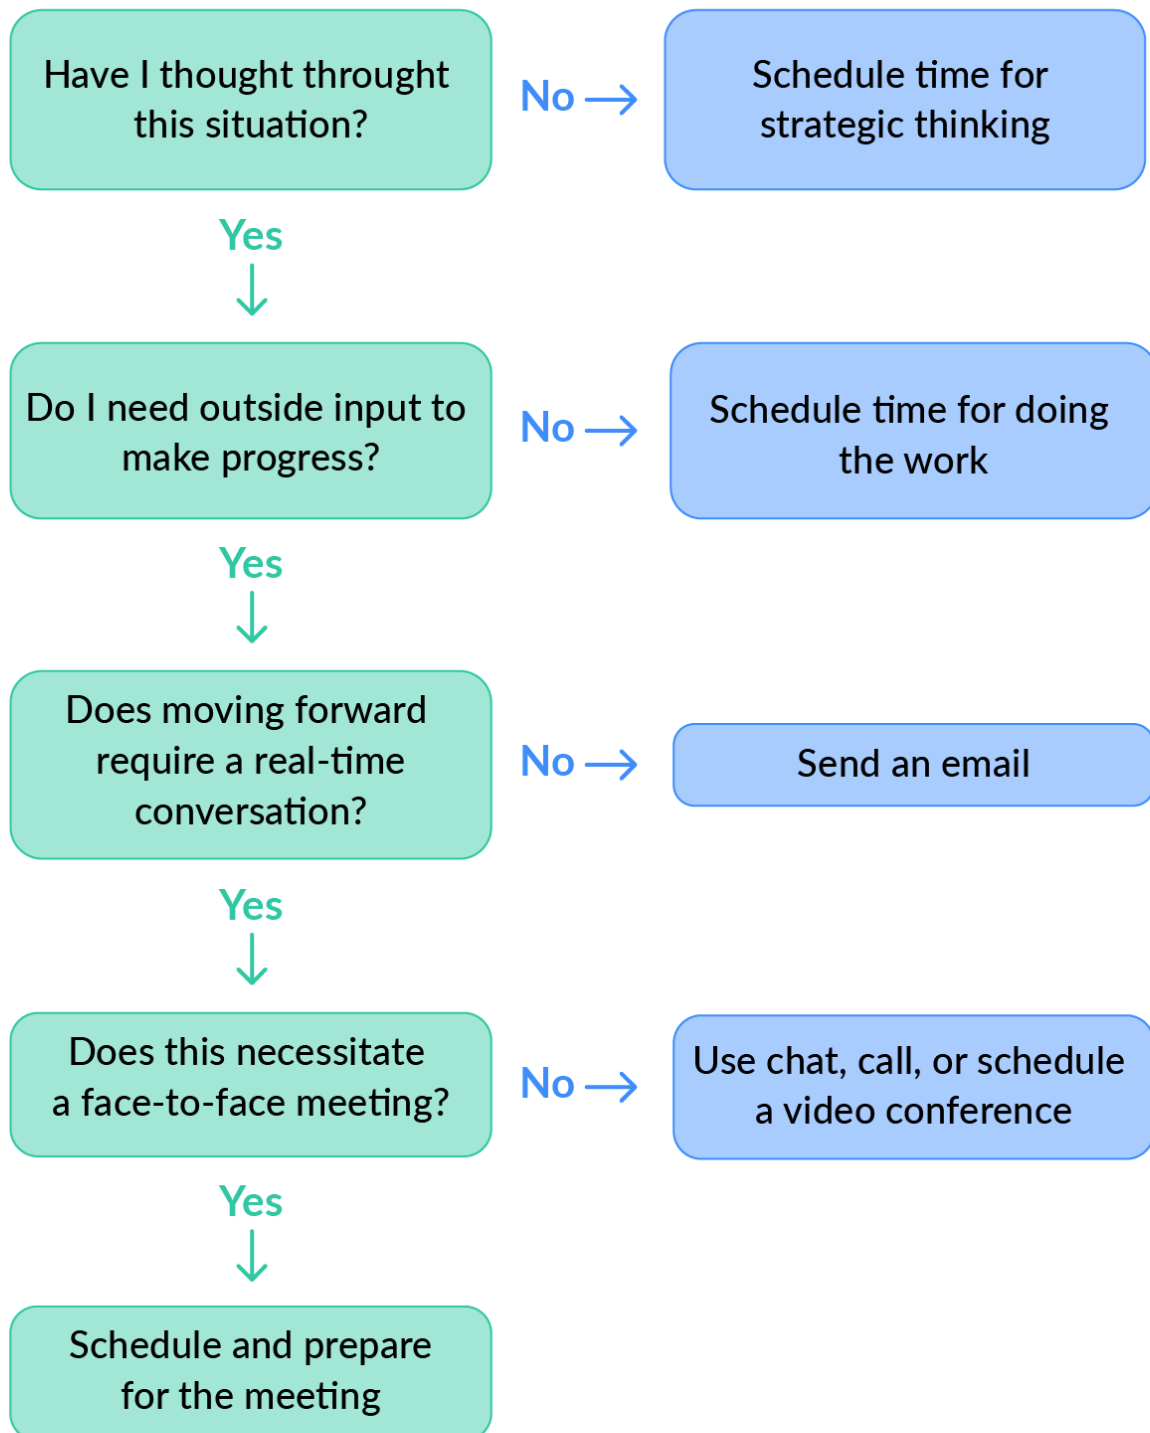 Have I thought throught
this situation?
No
Schedule time for
strategic thinking
Yes
Do I need outside input to
make progress?
No
Schedule time for doing
the work
Yes
Does moving forward
require a real-time
conversation?
No
Send an email
Yes
Does this necessitate
a face-to-face meeting?
No
Use chat, call, or schedule
a video conference
Yes
Schedule and prepare
for the meeting